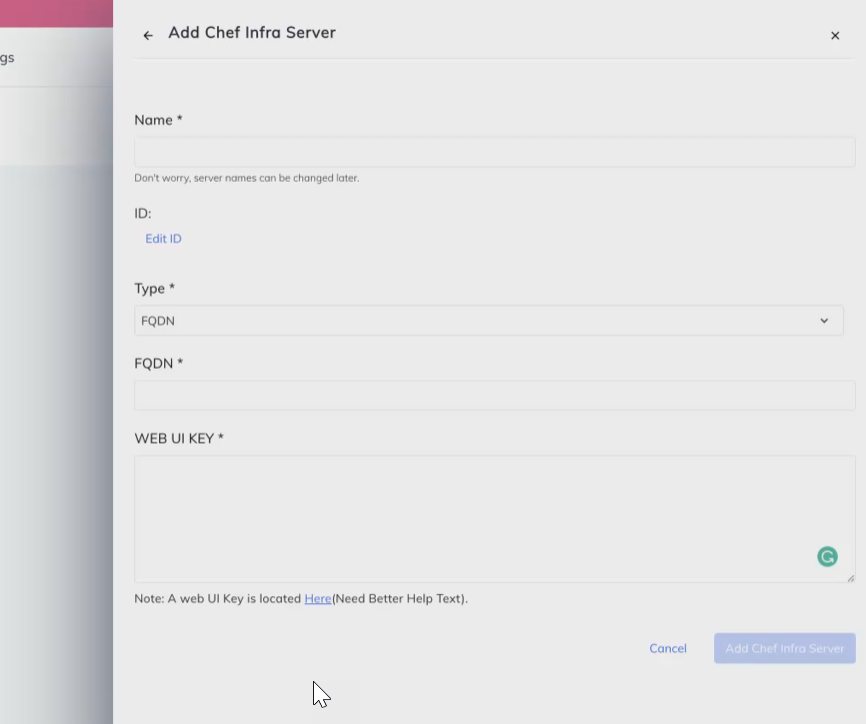 Add Chef Infra Server
gs
Name *
Don't worry, server names can be changed later.
ID:
Edit ID
Type *
FQDN
FQDN *
WEB UI KEY *
Note: A web UI Key is located Here(Need Better Help Text).
Cancel
Add Chef Infra Server